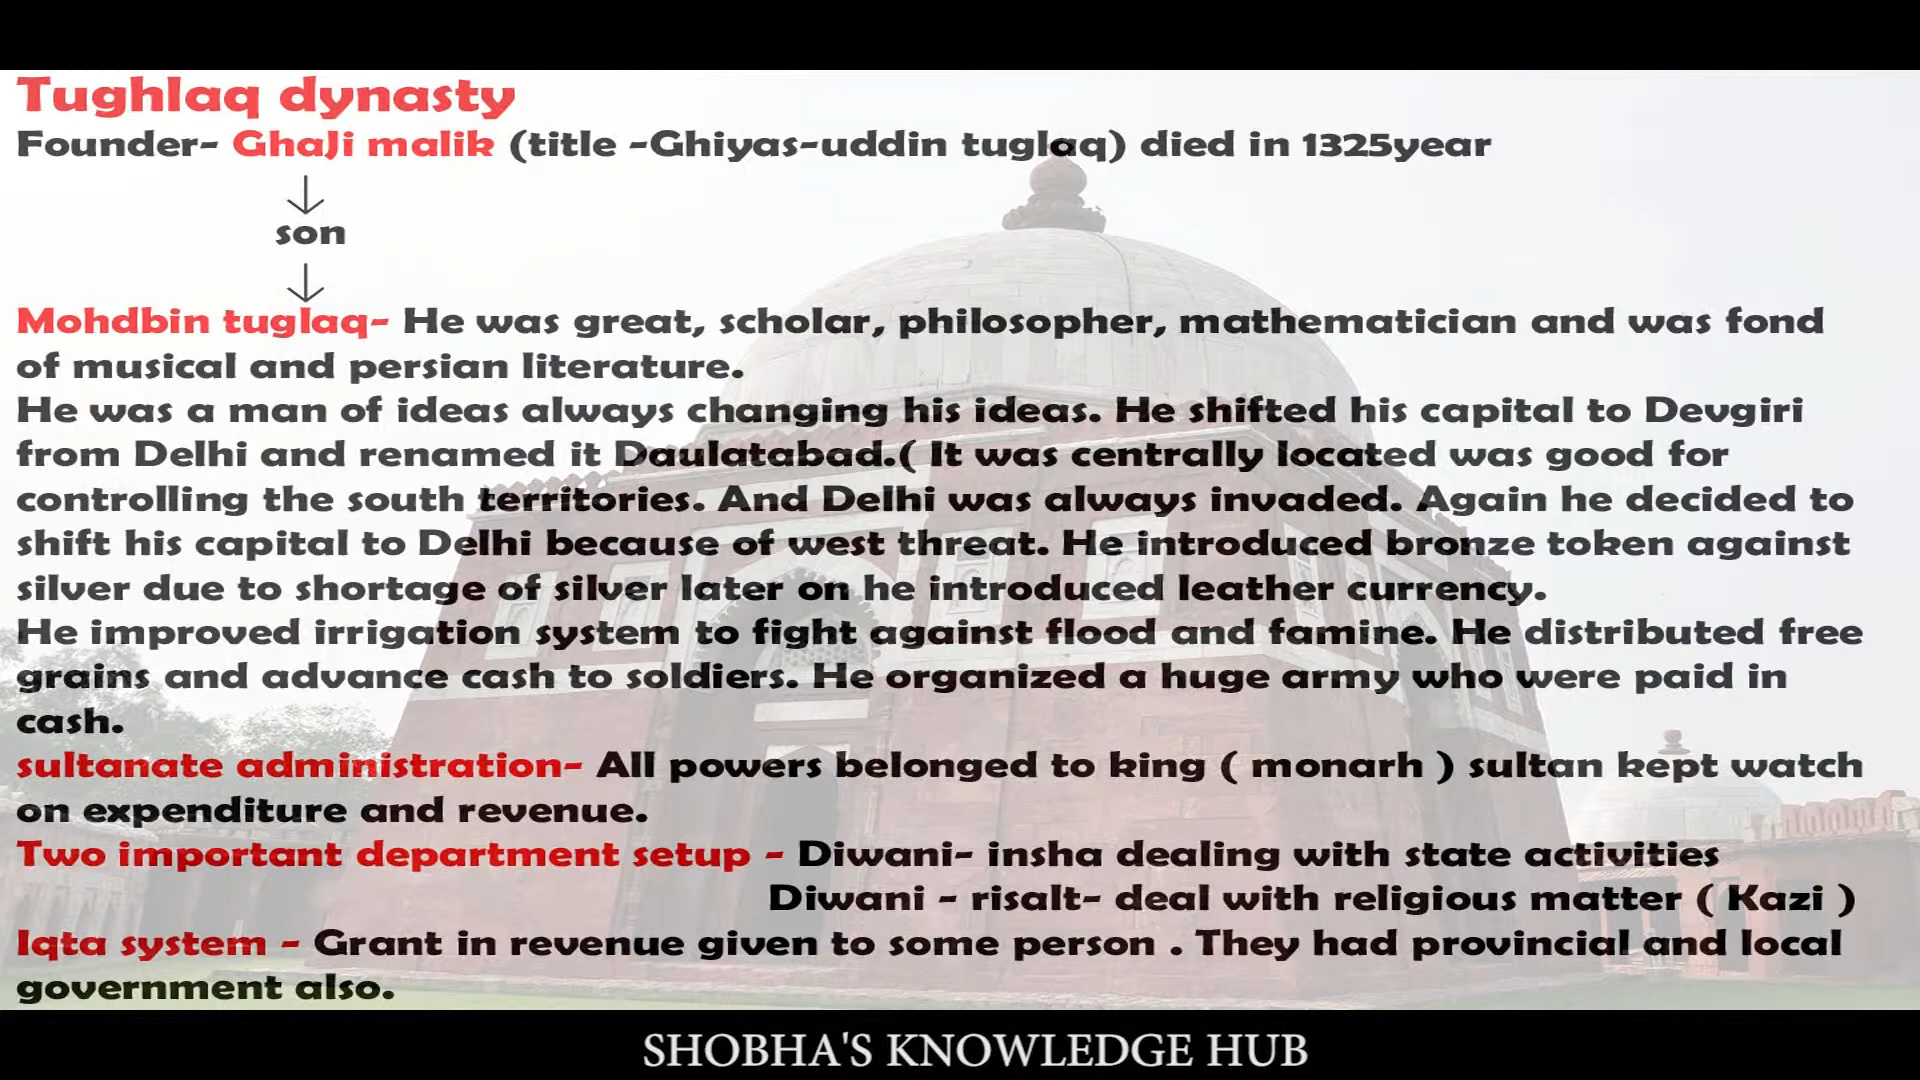 Tughlaq dynasty
Founder- GhaJi malik (title -Ghiyas-uddin tuglaq) died in 1325year
son
Mohdbin tuglaq- He was great, scholar, philosopher, mathematician and was fond
of musical and persian literature.
He was a man of ideas always changing his ideas. He shifted his capital to Devgiri
from Delhi and renamed it Daulatabad.( It was centrally located was good for
controlling the south territories. And Delhi was always invaded. Again he decided to
shift his capital to Delhi because of west threat. He introduced bronze token against
silver due to shortage of silver later on he introduced leather currency.
He improved irrigation system to fight against flood and famine. He distributed free
grains and advance cash to soldiers. He organized a huge army who were paid in
cash.
sultanate administration- All powers belonged to king ( monarh ) sultan kept watch
on expenditure and revenue.
Two important department setup - Diwani- insha dealing with state activities
Diwani - risalt- deal with religious matter ( Kazi )
Iqta system - Grant in revenue given to some person . They had provincial and local
government also.
SHOBHA'S KNOWLEDGE HUB